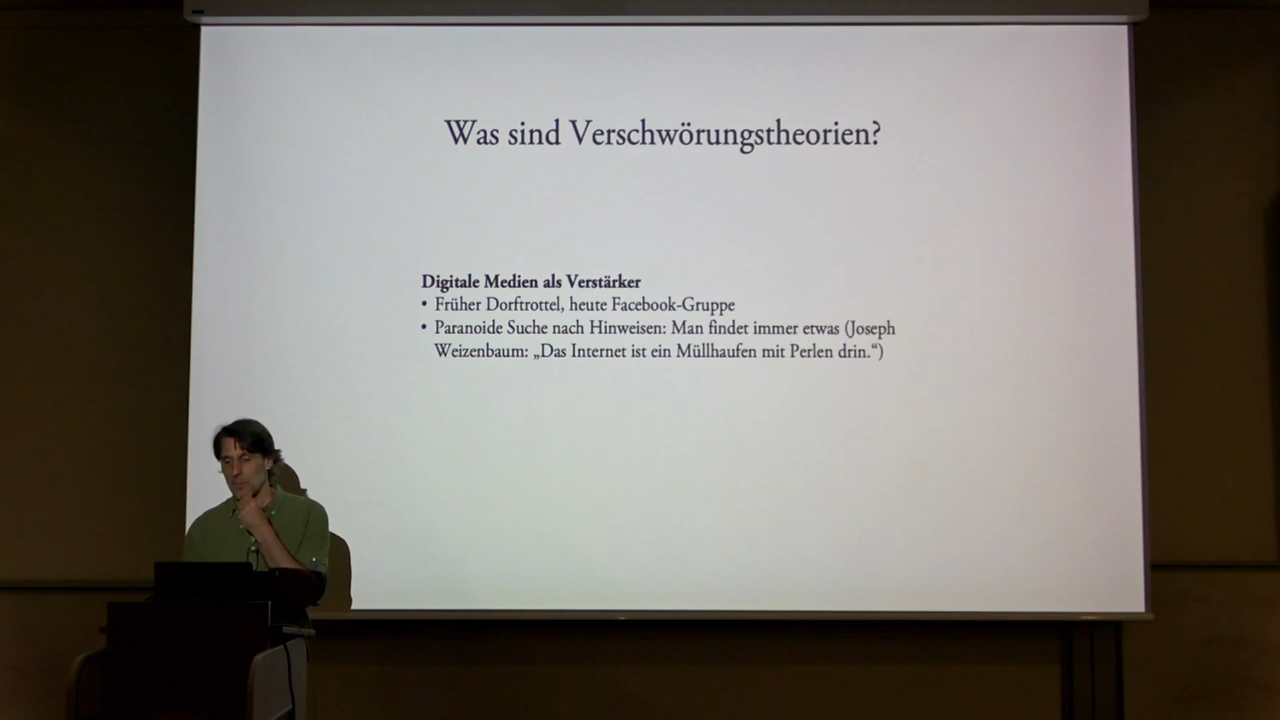 Was sind Verschwörungstheorien?
Digitale Medien als Verstärker
• Früher Dorftrottel, heute Facebook-Gruppe
• Paranoide Suche nach Hinweisen: Man findet immer etwas (Joseph
Weizenbaum: „Das Internet ist ein Müllhaufen mit Perlen drin.“)